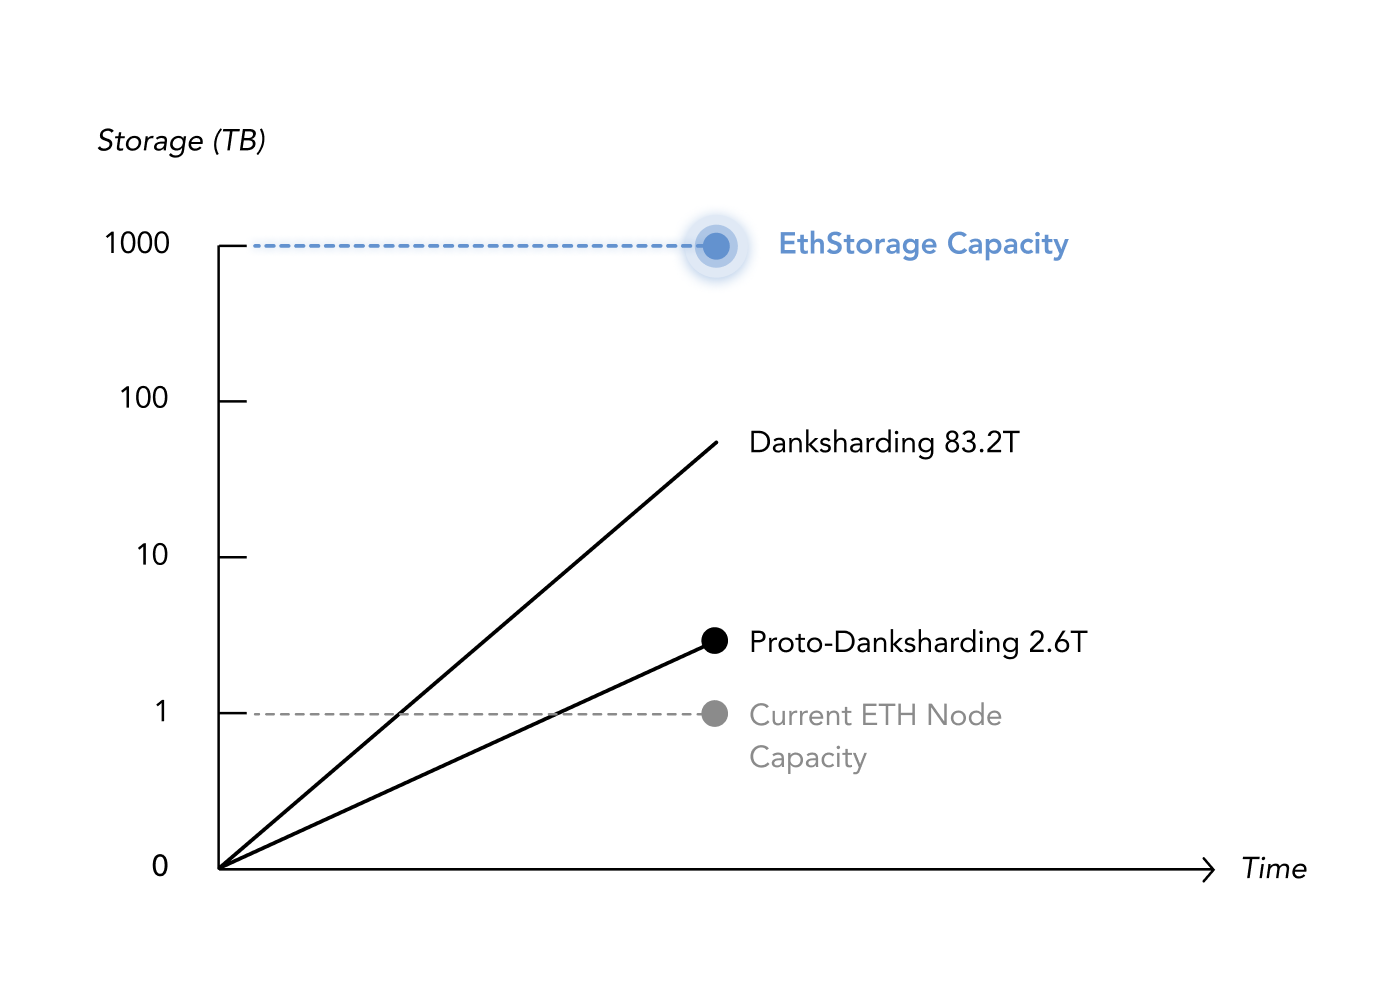 Storage (TB)
1000
EthStorage Capacity
100
Danksharding 83.2T
10
Proto-Danksharding 2.6T
1
Current ETH Node
Capacity
0
Time